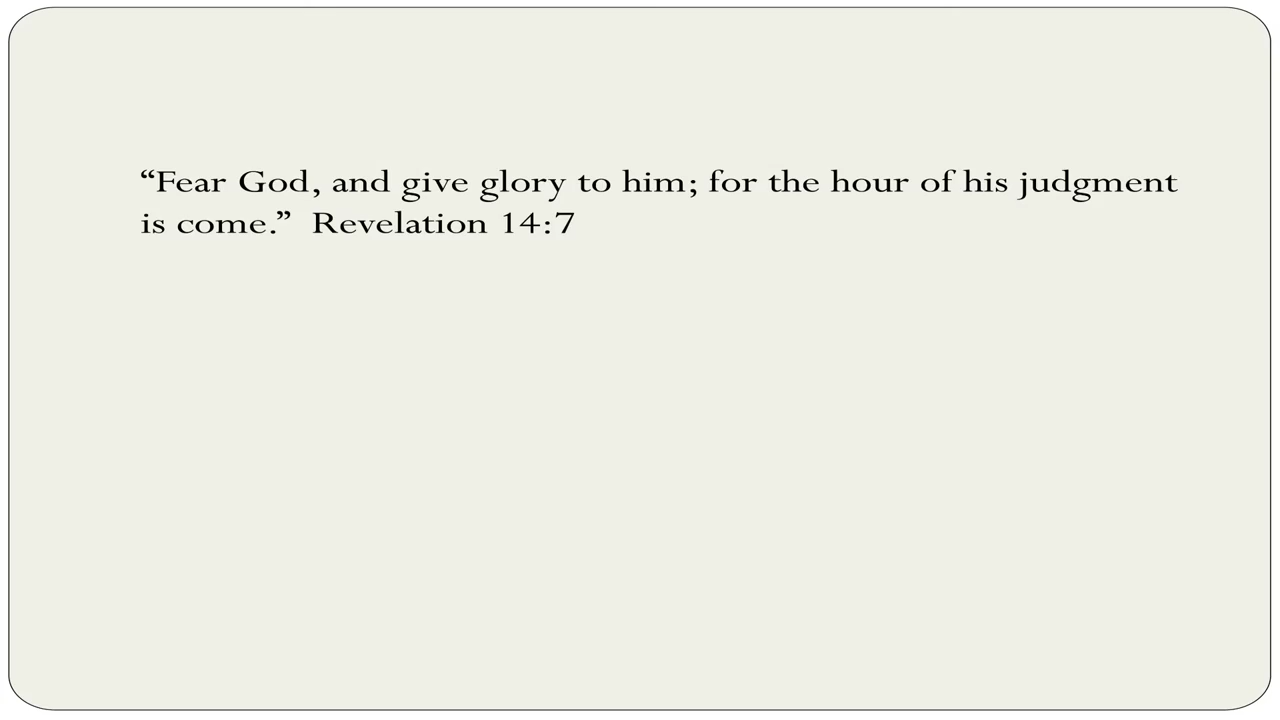 “Fear God, and give glory to him; for the hour of his judgment
is come.”  Revelation 14:7